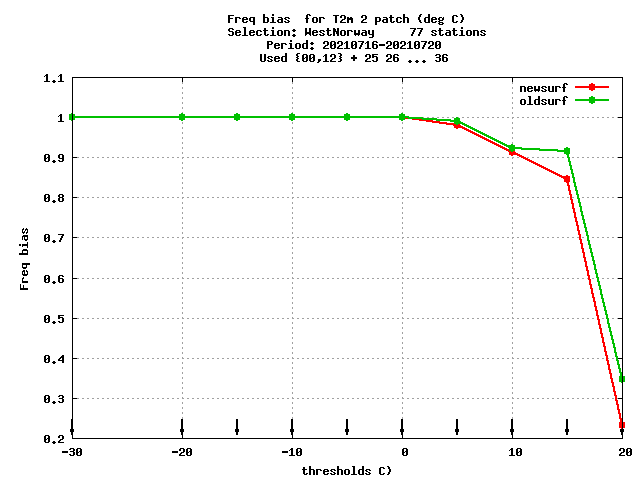 Freq bias  for T2m 2 patch (deg C)
Selection: WestNorway     77 stations
Period: 20210716-20210720
Used {00,12} + 25 26 ... 36
newsurf
oldsurf
1.1
1
0.9
0.8
0.7
0.6
0.5
0.4
0.3
0.2
Freq bias
-30 -20 -10 0 10 20
thresholds C)